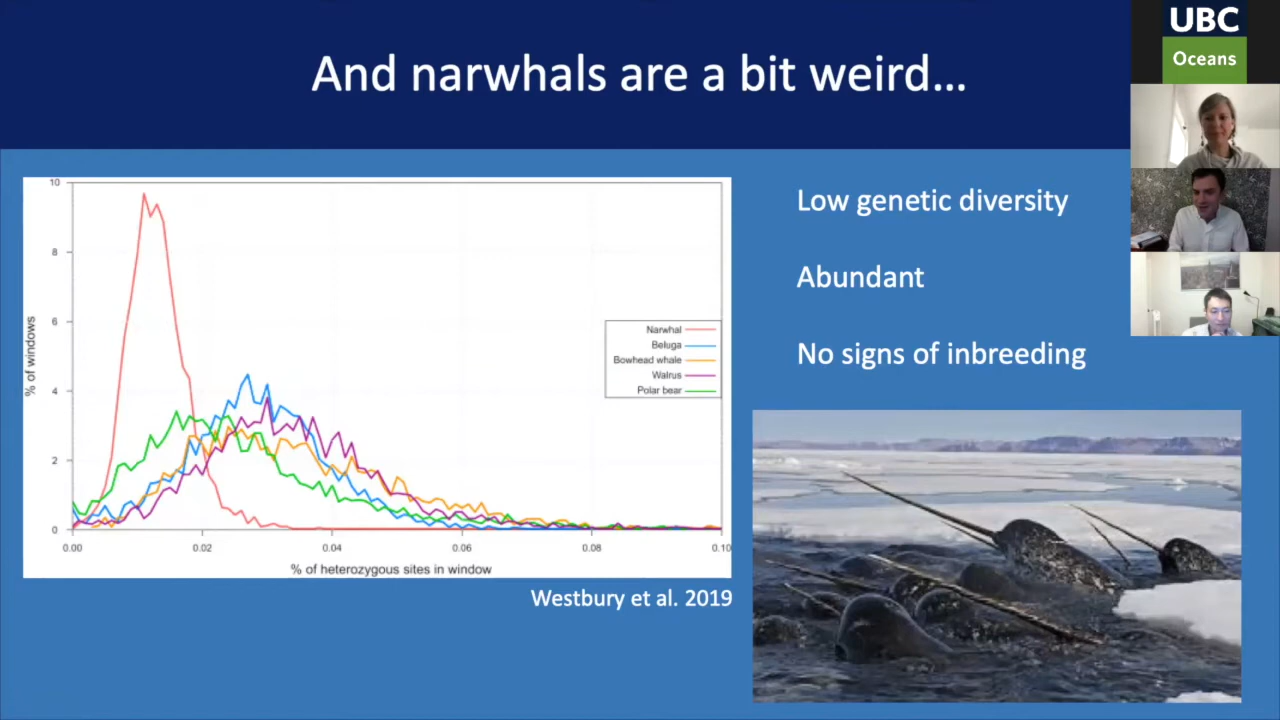 And narwhals are a bit weird...
UBC
Oceans
Low genetic diversity
Abundant
No signs of inbreeding
10
8
6
4
2
0
% of windows
Narwhal
Beluga
Bowhead whale
Walrus
Polar bear
0.00 0.02 0.04 0.06 0.08 0.10
% of heterozygous sites in window
Westbury et al. 2019